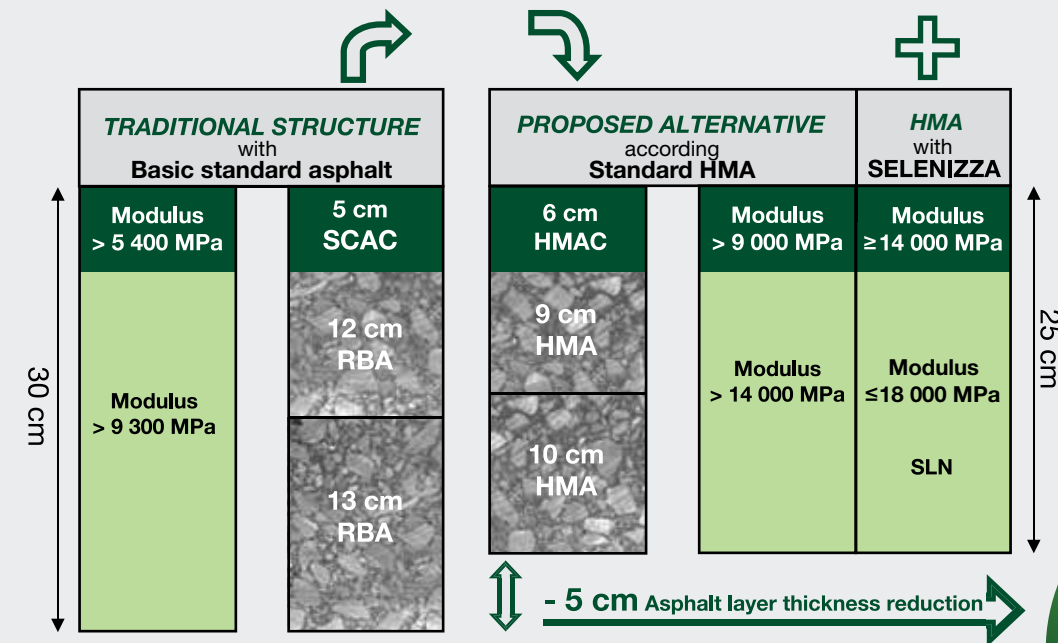 TRADITIONAL STRUCTURE
with
Basic standard asphalt
PROPOSED ALTERNATIVE
according
Standard HMA
HMA
with
SELENIZZA
30 cm
Modulus
> 5 400 MPa
Modulus
> 9 300 MPa
5 cm
SCAC
12 cm
RBA
13 cm
RBA
6 cm
HMAC
9 cm
HMA
10 cm
HMA
Modulus
> 9 000 MPa
Modulus
> 14 000 MPa
Modulus
≥14 000 MPa
Modulus
≤18 000 MPa
SLN
25 cm
- 5 cm Asphalt layer thickness reduction